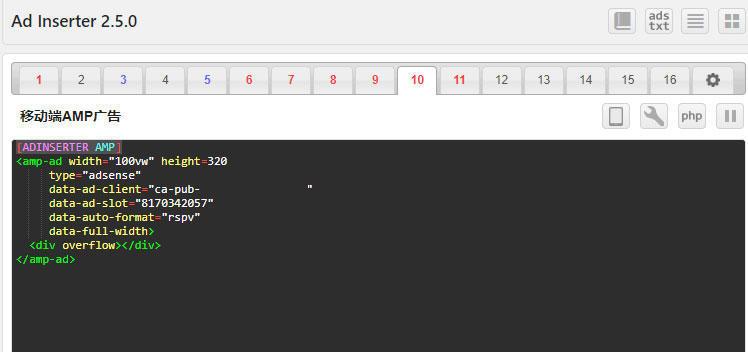 Ad Inserter 2.5.0
ads
txt
1 2 3 4 5 6 7 8 9 10 11 12 13 14 15 16
移动端AMP广告
php
[ADINSERTER AMP]
<amp-ad width="100vw" height=320
type="adsense"
data-ad-client="ca-pub- "
data-ad-slot="8170342057"
data-auto-format="rspv"
data-full-width>
<div overflow></div>
</amp-ad>